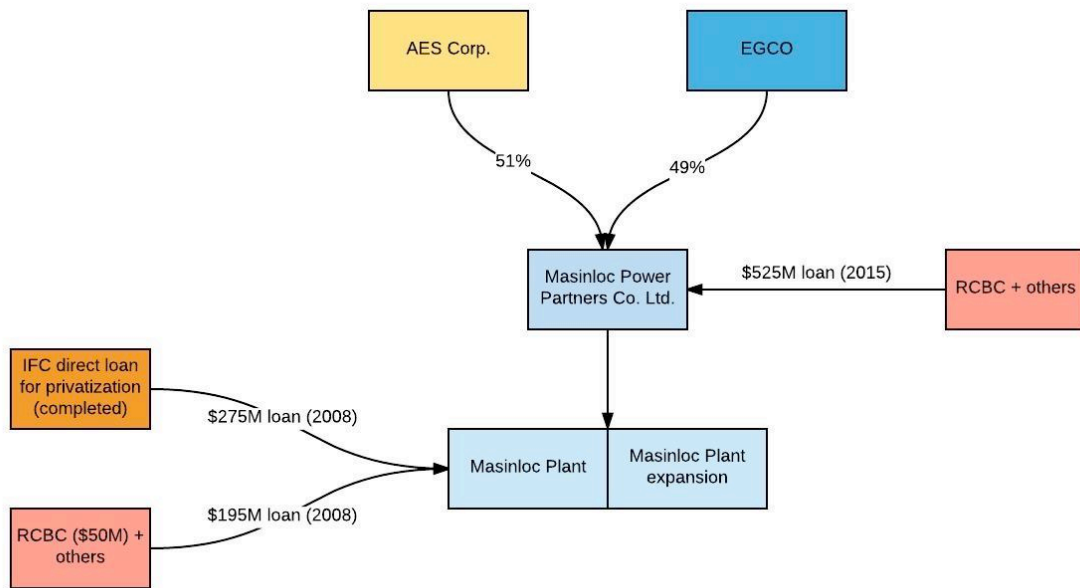 AES Corp.
EGCO
51%
49%
Masinloc Power
Partners Co. Ltd.
$525M loan (2015)
RCBC + others
IFC direct loan
for privatization
(completed)
$275M loan (2008)
Masinloc Plant
Masinloc Plant
expansion
$195M loan (2008)
RCBC ($50M) +
others